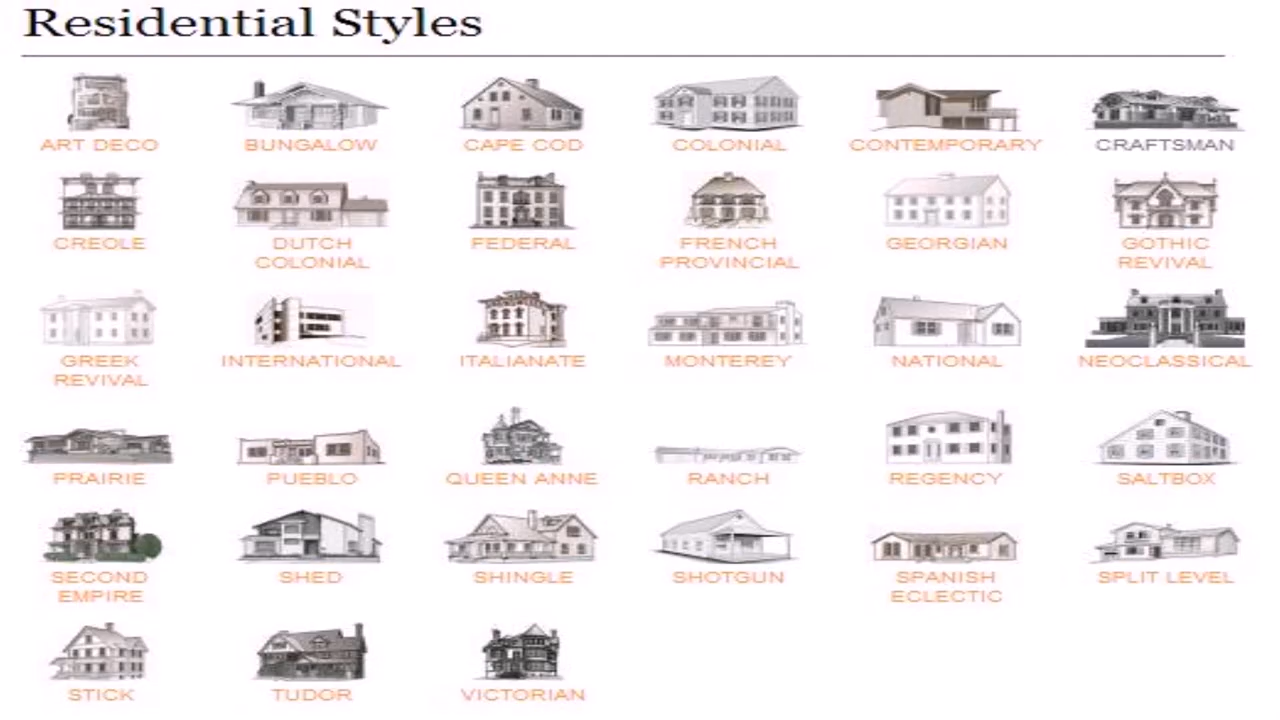 Residential Styles
ART DECO
BUNGALOW
CAPE COD
COLONIAL
CONTEMPORARY
CRAFTSMAN
CREOLE
DUTCH
COLONIAL
FEDERAL
FRENCH
PROVINCIAL
GEORGIAN
GOTHIC
REVIVAL
GREEK
REVIVAL
INTERNATIONAL
ITALIANATE
MONTEREY
NATIONAL
NEOCLASSICAL
PRAIRIE
PUEBLO
QUEEN ANNE
RANCH
REGENCY
SALTBOX
SECOND
EMPIRE
SHED
SHINGLE
SHOTGUN
SPANISH
ECLECTIC
SPLIT LEVEL
STICK
TUDOR
VICTORIAN